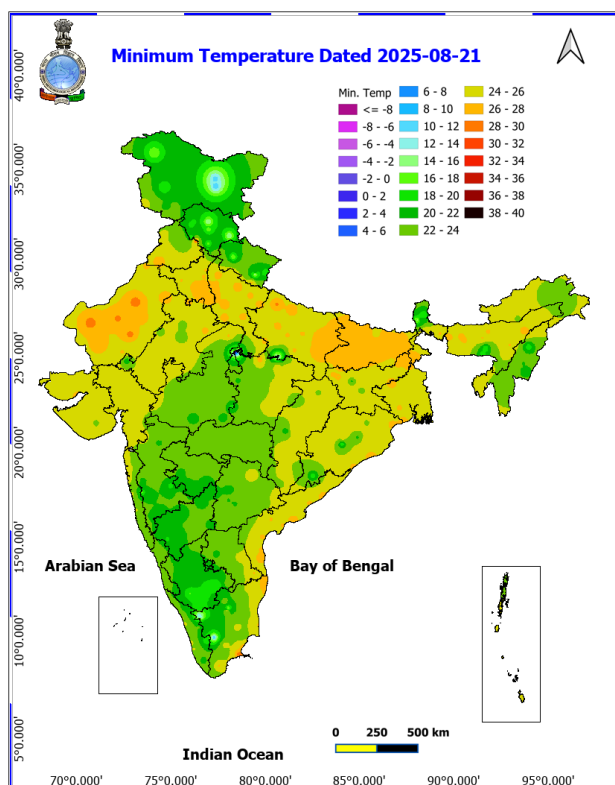 Minimum Temperature Dated 2025-08-21
Min. Temp
<= -8
-8 - -6
-6 - -4
-4 - -2
-2 - 0
0 - 2
2 - 4
4 - 6
6 - 8
8 - 10
10 - 12
12 - 14
14 - 16
16 - 18
18 - 20
20 - 22
22 - 24
24 - 26
26 - 28
28 - 30
30 - 32
32 - 34
34 - 36
36 - 38
38 - 40
40°0.000'
35°0.000'
30°0.000'
25°0.000'
20°0.000'
15°0.000'
10°0.000'
5°0.000'
Arabian Sea
Bay of Bengal
Indian Ocean
0 250 500 km
70°0.000' 75°0.000' 80°0.000' 85°0.000' 90°0.000' 95°0.000'